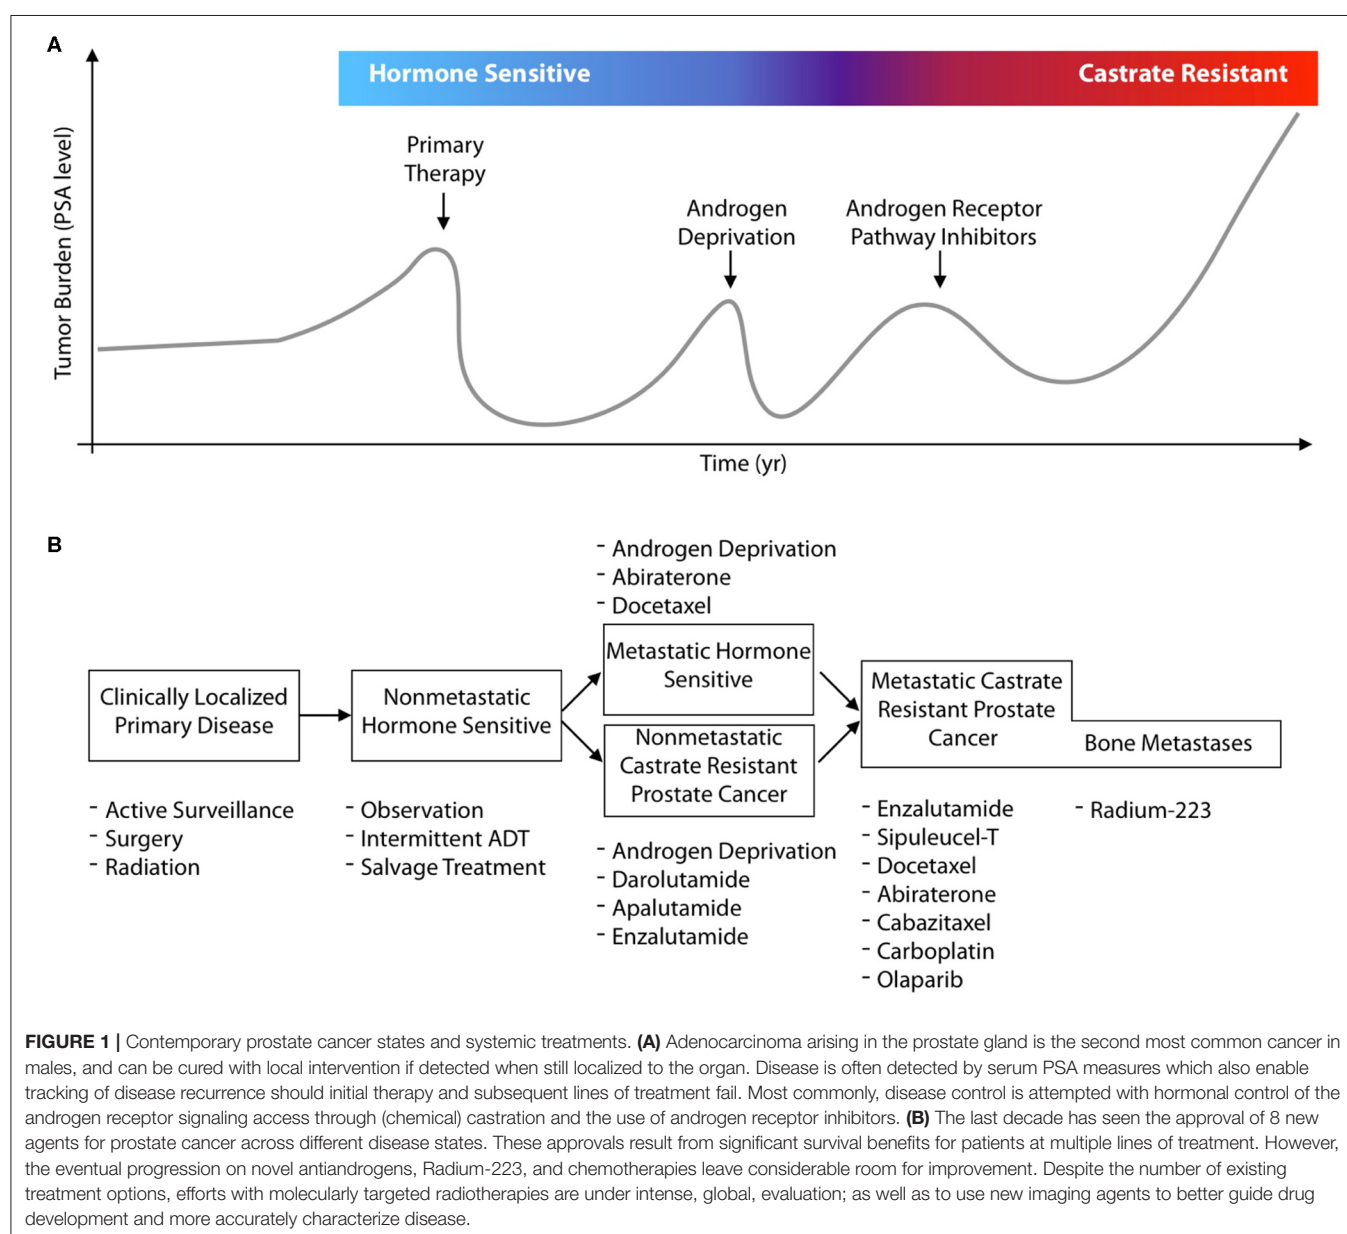 A
Hormone Sensitive
Castrate Resistant
Tumor Burden (PSA level)
Primary
Therapy
Androgen
Deprivation
Androgen Receptor
Pathway Inhibitors
Time (yr)
B
- Androgen Deprivation
- Abiraterone
- Docetaxel
Clinically Localized
Primary Disease
Nonmetastatic
Hormone Sensitive
Metastatic Hormone
Sensitive
Nonmetastatic
Castrate Resistant
Prostate Cancer
Metastatic Castrate
Resistant Prostate
Cancer
Bone Metastases
- Active Surveillance
- Surgery
- Radiation
- Observation
- Intermittent ADT
- Salvage Treatment
- Androgen Deprivation
- Darolutamide
- Apalutamide
- Enzalutamide
- Enzalutamide
- Sipuleucel-T
- Docetaxel
- Abiraterone
- Cabazitaxel
- Carboplatin
- Olaparib
- Radium-223
FIGURE 1 | Contemporary prostate cancer states and systemic treatments. (A) Adenocarcinoma arising in the prostate gland is the second most common cancer in
males, and can be cured with local intervention if detected when still localized to the organ. Disease is often detected by serum PSA measures which also enable
tracking of disease recurrence should initial therapy and subsequent lines of treatment fail. Most commonly, disease control is attempted with hormonal control of the
androgen receptor signaling access through (chemical) castration and the use of androgen receptor inhibitors. (B) The last decade has seen the approval of 8 new
agents for prostate cancer across different disease states. These approvals result from significant survival benefits for patients at multiple lines of treatment. However,
the eventual progression on novel antiandrogens, Radium-223, and chemotherapies leave considerable room for improvement. Despite the number of existing
treatment options, efforts with molecularly targeted radiotherapies are under intense, global, evaluation; as well as to use new imaging agents to better guide drug
development and more accurately characterize disease.